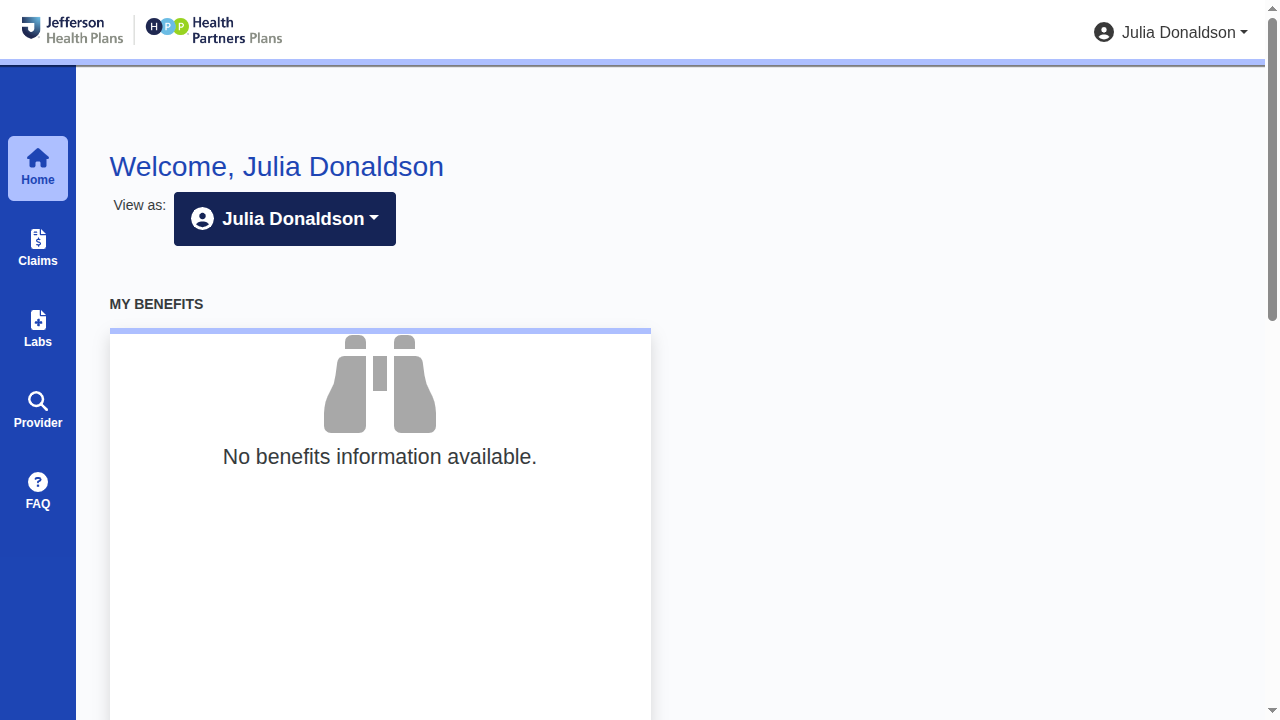 Jefferson
Health Plans
HPP
Health
Partners Plans
Julia Donaldson
Home
Claims
Labs
Provider
FAQ
Welcome, Julia Donaldson
View as:
Julia Donaldson
MY BENEFITS
No benefits information available.